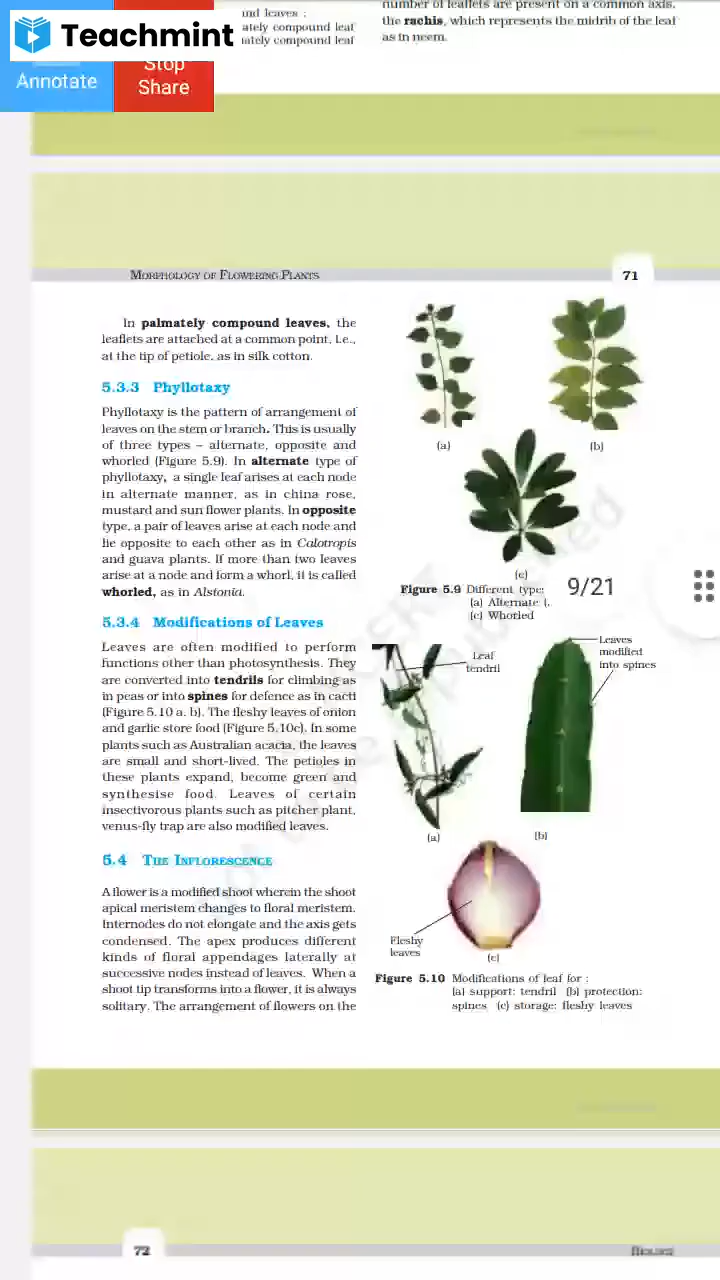 Teachmint
Annotate
Stop
Share
nd leaves :
ately compound leaf
ately compound leaf
number of leaflets are present on a common axis,
the rachis, which represents the midrib of the leaf
as in neem.
MORPHOLOGY OF FLOWERING PLANTS
71
In palmately compound leaves, the
leaflets are attached at a common point, i.e.,
at the tip of petiole, as in silk cotton.
5.3.3 Phyllotaxy
Phyllotaxy is the pattern of arrangement of
leaves on the stem or branch. This is usually
of three types – alternate, opposite and
whorled (Figure 5.9). In alternate type of
phyllotaxy, a single leaf arises at each node
in alternate manner, as in china rose,
mustard and sun flower plants. In opposite
type, a pair of leaves arise at each node and
lie opposite to each other as in Calotropis
and guava plants. If more than two leaves
arise at a node and form a whorl, it is called
whorled, as in Alstonia.
5.3.4 Modifications of Leaves
Leaves are often modified to perform
functions other than photosynthesis. They
are converted into tendrils for climbing as
in peas or into spines for defence as in cacti
(Figure 5.10 a, b). The fleshy leaves of onion
and garlic store food (Figure 5.10c). In some
plants such as Australian acacia, the leaves
are small and short-lived. The petioles in
these plants expand, become green and
synthesise food. Leaves of certain
insectivorous plants such as pitcher plant,
venus-fly trap are also modified leaves.
5.4 THE INFLORESCENCE
A flower is a modified shoot wherein the shoot
apical meristem changes to floral meristem.
Internodes do not elongate and the axis gets
condensed. The apex produces different
kinds of floral appendages laterally at
successive nodes instead of leaves. When a
shoot tip transforms into a flower, it is always
solitary. The arrangement of flowers on the
(a)
(b)
(c)
Figure 5.9 Different type:
(a) Alternate (
(c) Whorled
9/21
Leaf
tendril
Leaves
modified
into spines
(a)
(b)
Fleshy
leaves
(c)
Figure 5.10 Modifications of leaf for :
(a) support: tendril (b) protection:
spines (c) storage: fleshy leaves
72